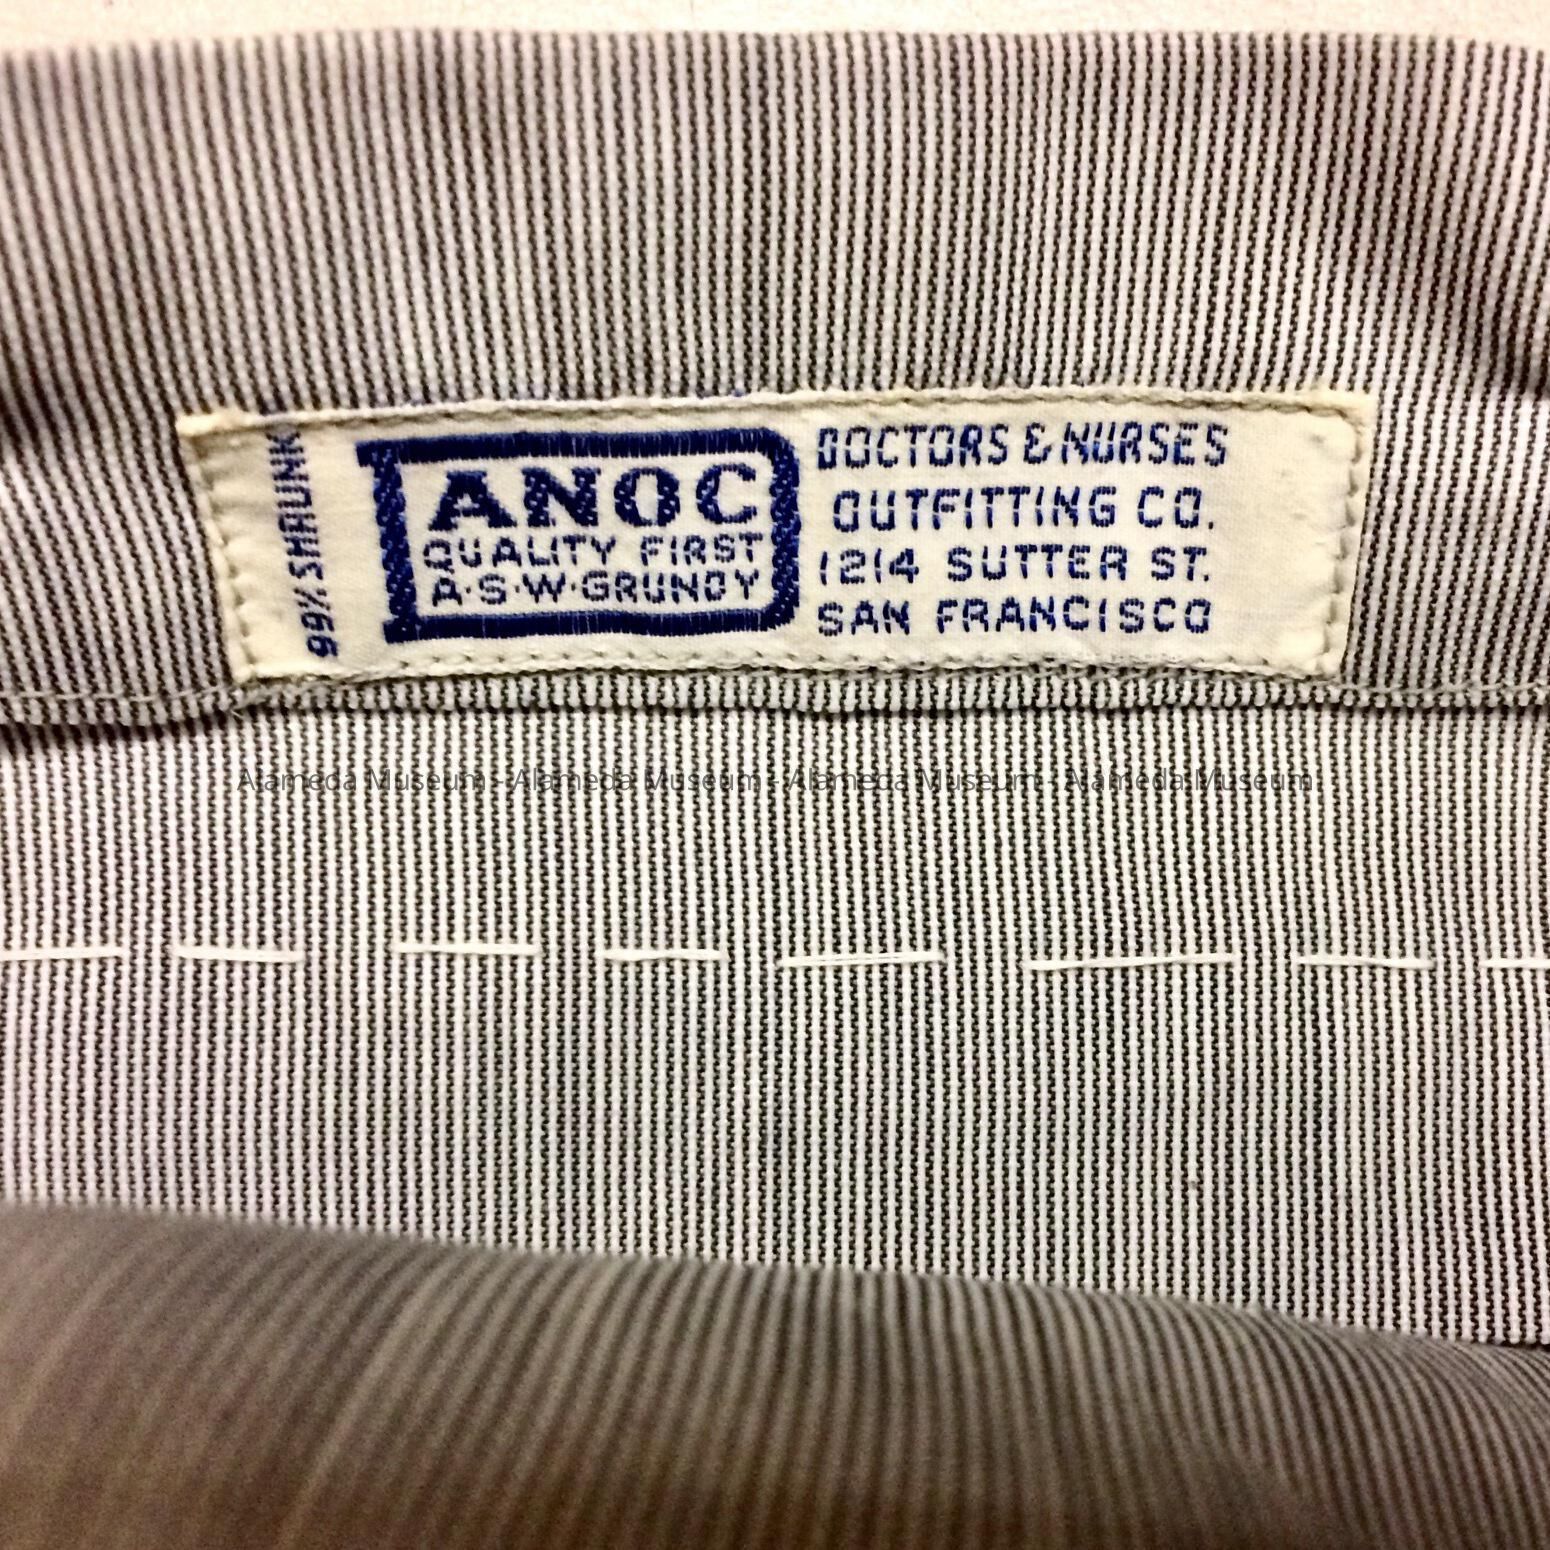 99% SHRUNK
ANOC
QUALITY FIRST
A·S·W·GRUNDY
DOCTORS & NURSES
OUTFITTING CO.
1214 SUTTER ST.
SAN FRANCISCO
Alameda Museum - Alameda Museum - Alameda Museum - Alameda Museum